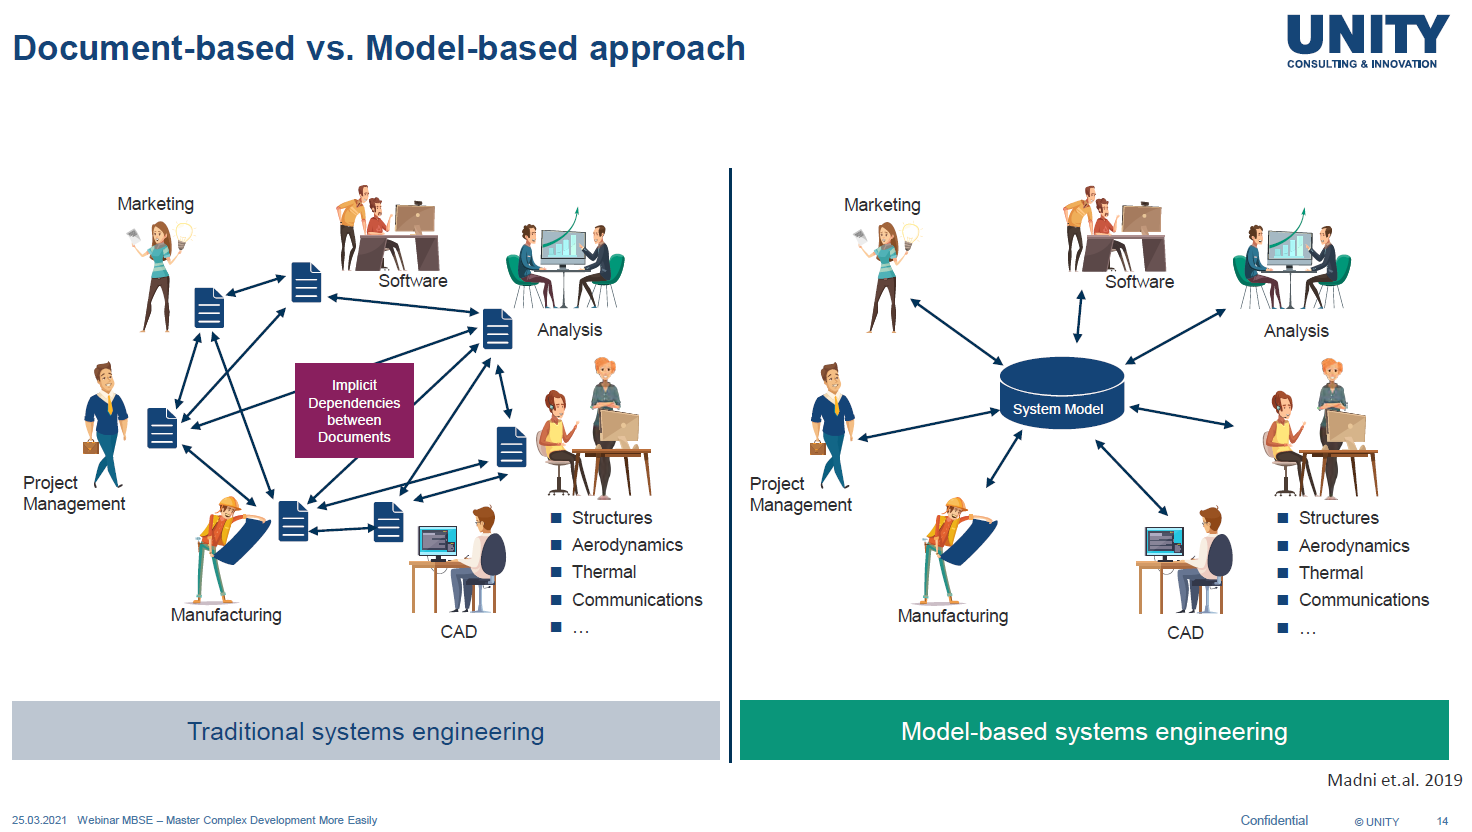 Document-based vs. Model-based approach
UNITY
CONSULTING & INNOVATION
Marketing
Software
Analysis
Implicit
Dependencies
between
Documents
Project
Management
Manufacturing
CAD
Structures
Aerodynamics
Thermal
Communications
…
Traditional systems engineering
Marketing
Software
Analysis
System Model
Project
Management
Manufacturing
CAD
Structures
Aerodynamics
Thermal
Communications
…
Model-based systems engineering
Madni et.al. 2019
25.03.2021 Webinar MBSE – Master Complex Development More Easily
Confidential © UNITY 14